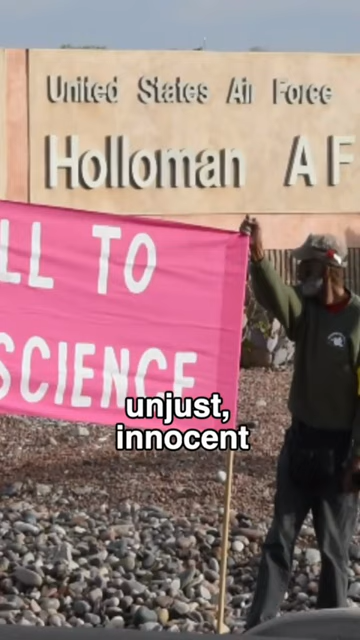 United States Air Force
Holloman AF
LL TO
SCIENCE
unjust,
innocent